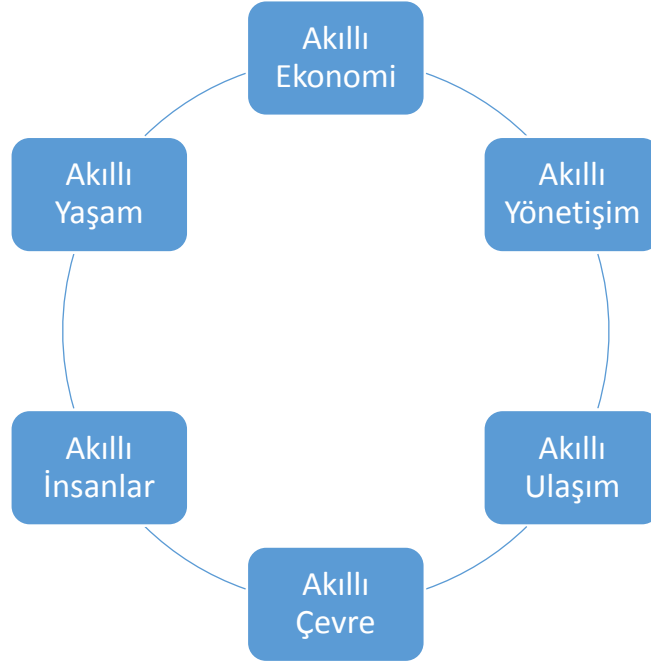 Akıllı
Ekonomi
Akıllı
Yönetişim
Akıllı
Ulaşım
Akıllı
Çevre
Akıllı
İnsanlar
Akıllı
Yaşam